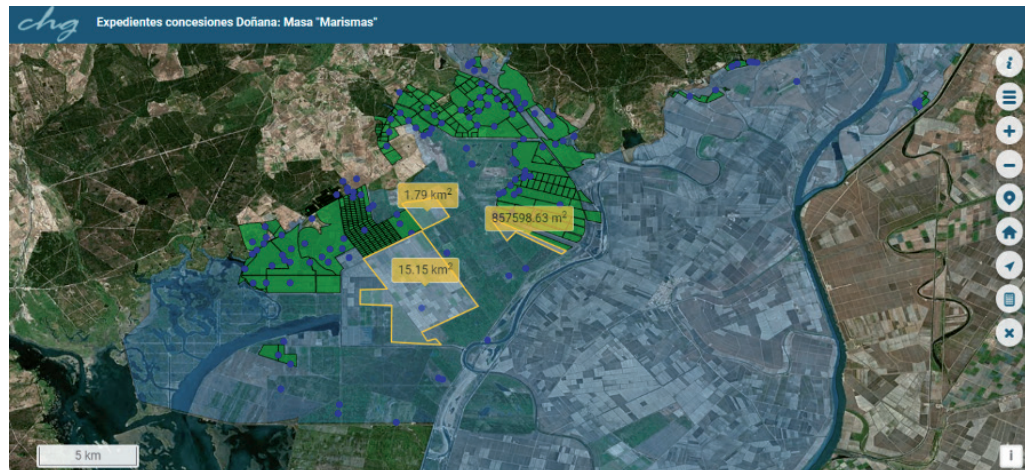 chg
Expedientes concesiones Doñana: Masa "Marismas"
i
1.79 km²
857598.63 m²
15.15 km²
5 km
i